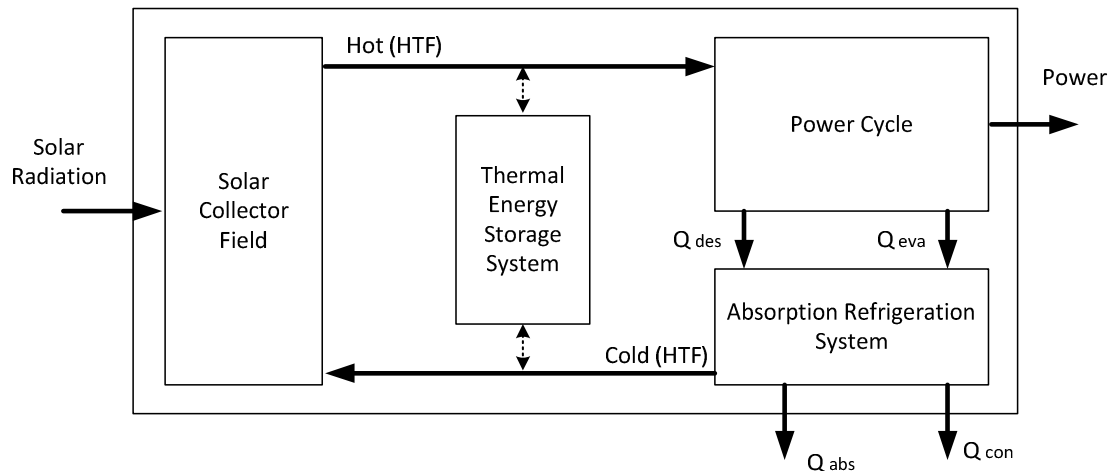 Hot (HTF)
Power
Power Cycle
Solar
Radiation
Solar
Collector
Field
Thermal
Energy
Storage
System
Q des
Q eva
Absorption Refrigeration
System
Cold (HTF)
Q abs
Q con